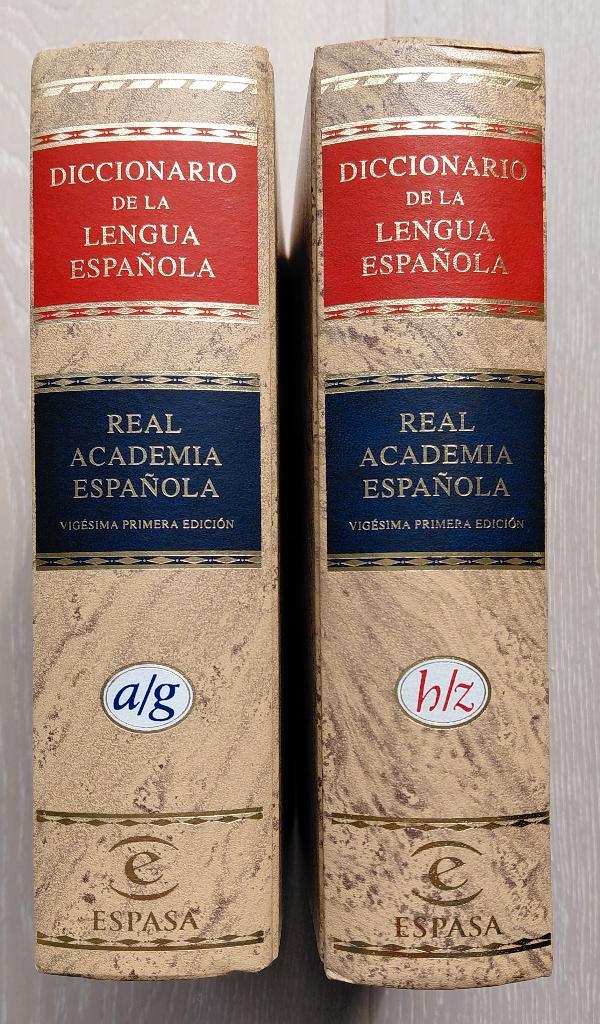 DICCIONARIO
DE LA
LENGUA
ESPAÑOLA
REAL
ACADEMIA
ESPAÑOLA
VIGÉSIMA PRIMERA EDICIÓN
a/g
e
ESPASA
DICCIONARIO
DE LA
LENGUA
ESPAÑOLA
REAL
ACADEMIA
ESPAÑOLA
VIGÉSIMA PRIMERA EDICIÓN
h/z
e
ESPASA